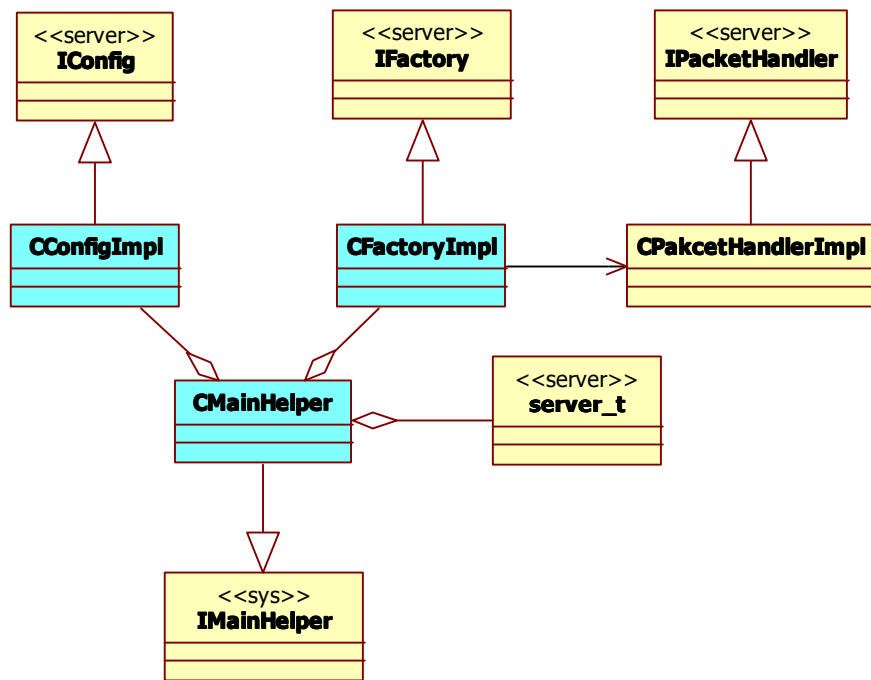 <<server>>
IConfig
<<server>>
IFactory
<<server>>
IPacketHandler
CConfigImpl
CFactoryImpl
CPakcetHandlerImpl
CMainHelper
<<server>>
server_t
<<sys>>
IMainHelper